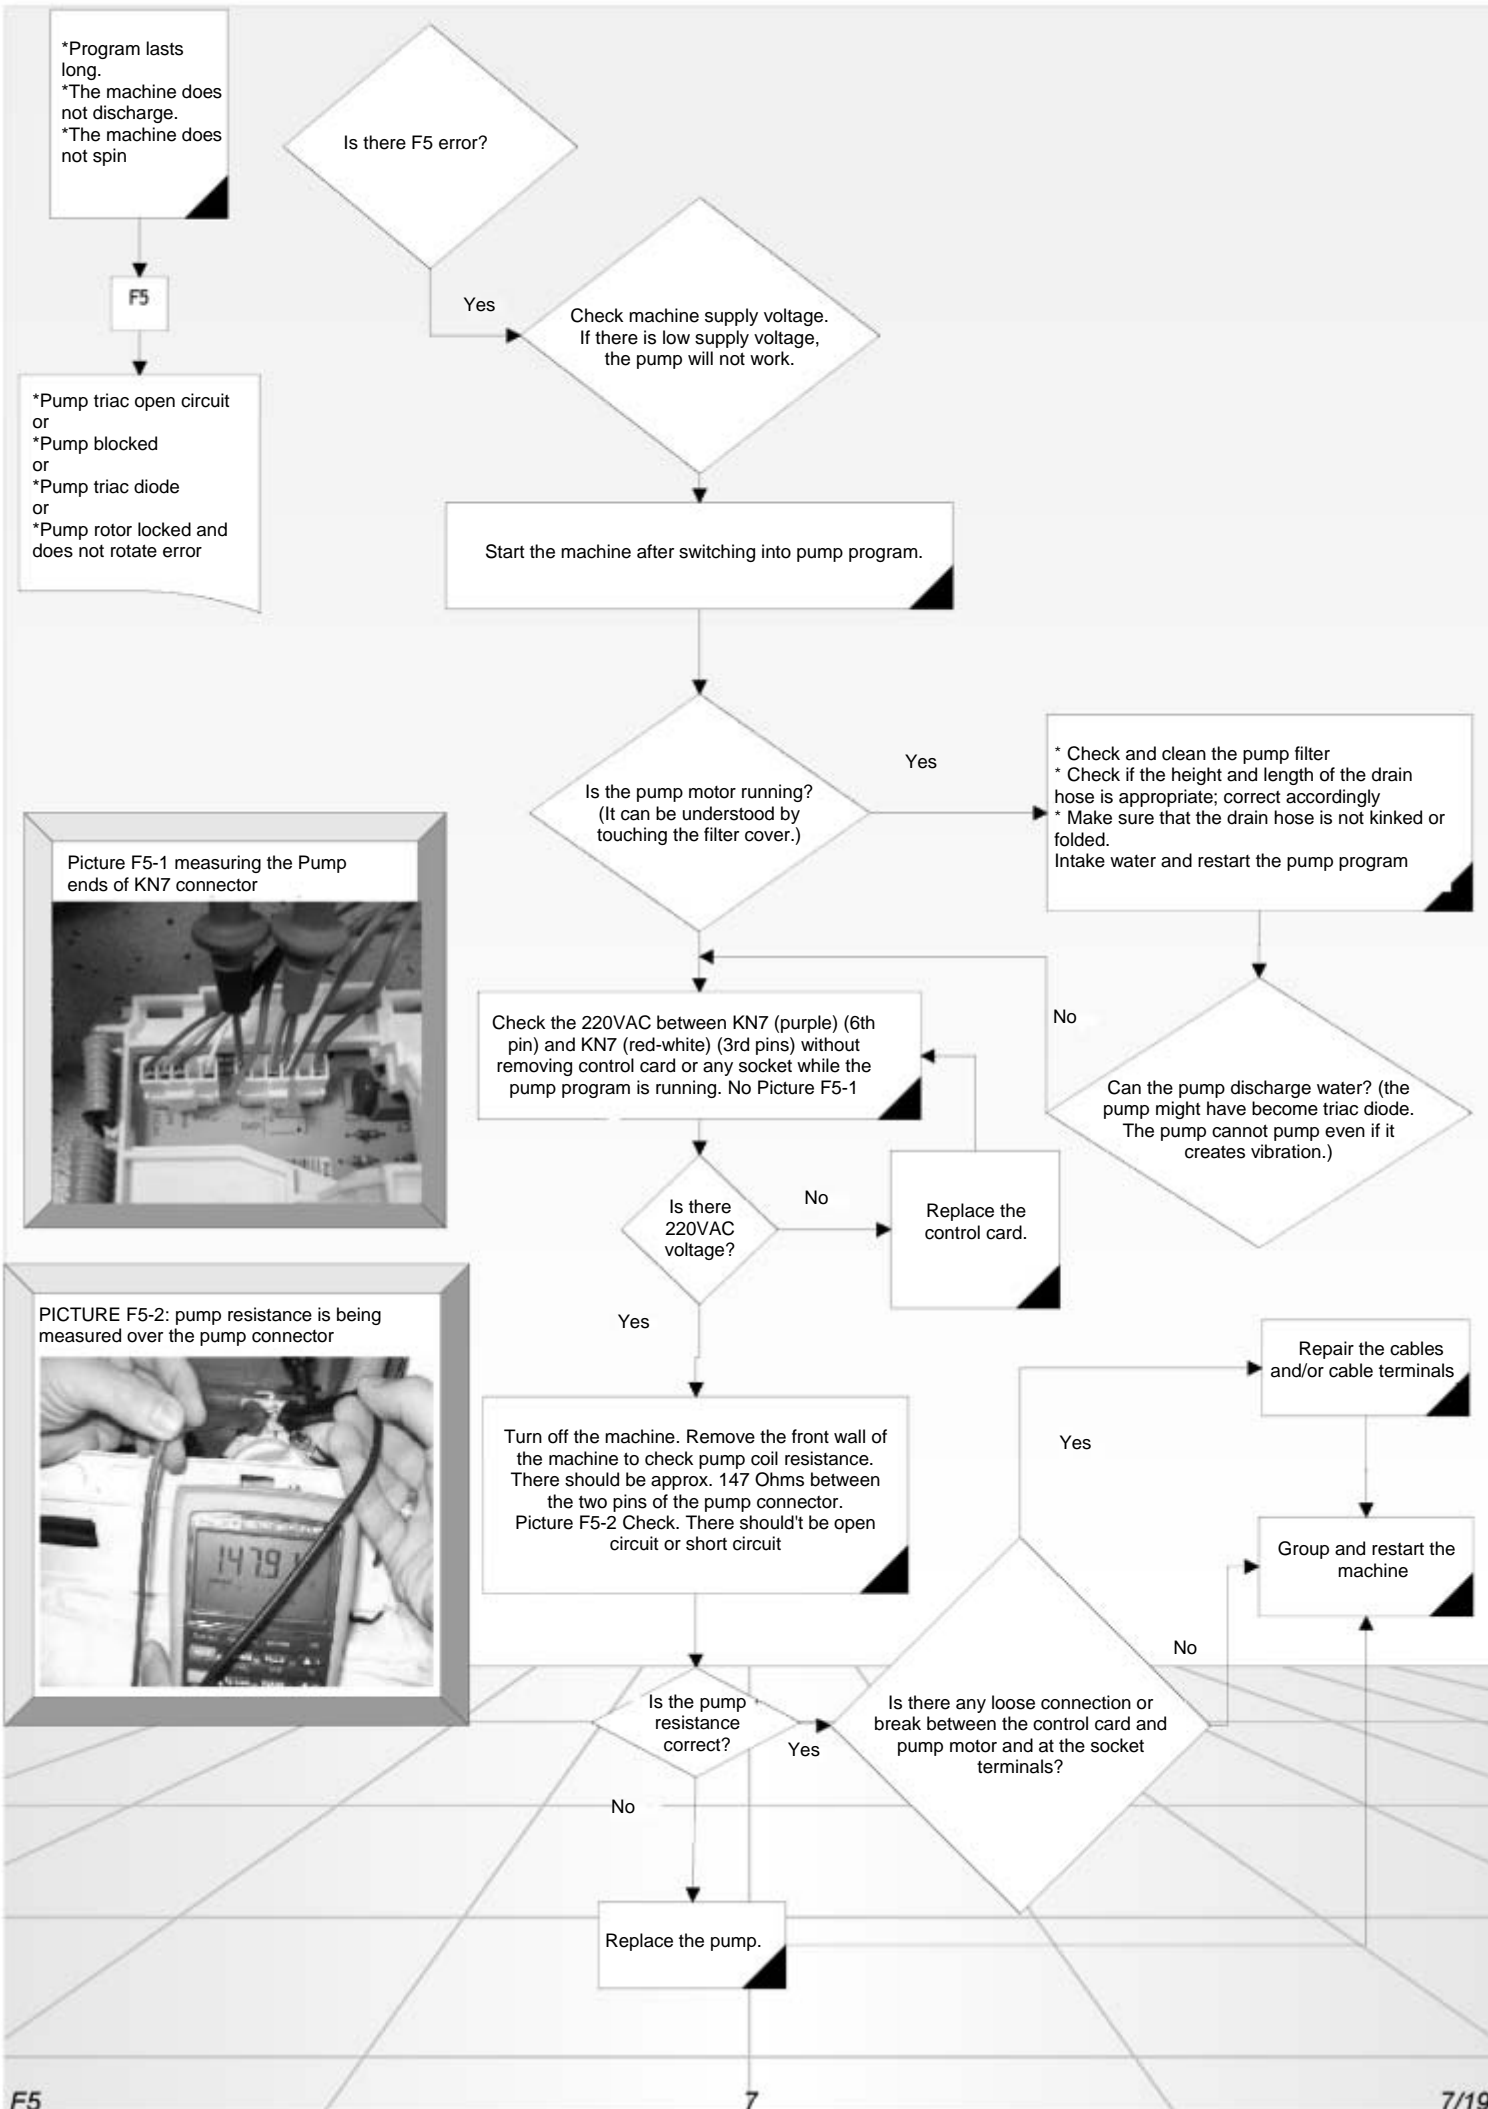 *Program lasts
long.
*The machine does
not discharge.
*The machine does
not spin
F5
*Pump triac open circuit
or
*Pump blocked
or
*Pump triac diode
or
*Pump rotor locked and
does not rotate error
Is there F5 error?
Yes
Check machine supply voltage.
If there is low supply voltage,
the pump will not work.
Start the machine after switching into pump program.
Is the pump motor running?
(It can be understood by
touching the filter cover.)
Yes
* Check and clean the pump filter
* Check if the height and length of the drain
hose is appropriate; correct accordingly
* Make sure that the drain hose is not kinked or
folded.
Intake water and restart the pump program
Picture F5-1 measuring the Pump
ends of KN7 connector
Check the 220VAC between KN7 (purple) (6th
pin) and KN7 (red-white) (3rd pins) without
removing control card or any socket while the
pump program is running. No Picture F5-1
No
Can the pump discharge water? (the
pump might have become triac diode.
The pump cannot pump even if it
creates vibration.)
Is there
220VAC
voltage?
No
Replace the
control card.
Yes
PICTURE F5-2: pump resistance is being
measured over the pump connector
147.9
Turn off the machine. Remove the front wall of
the machine to check pump coil resistance.
There should be approx. 147 Ohms between
the two pins of the pump connector.
Picture F5-2 Check. There should't be open
circuit or short circuit
Repair the cables
and/or cable terminals
Yes
Group and restart the
machine
No
Is the pump
resistance
correct?
Yes
Is there any loose connection or
break between the control card and
pump motor and at the socket
terminals?
No
Replace the pump.
F5
7
7/19